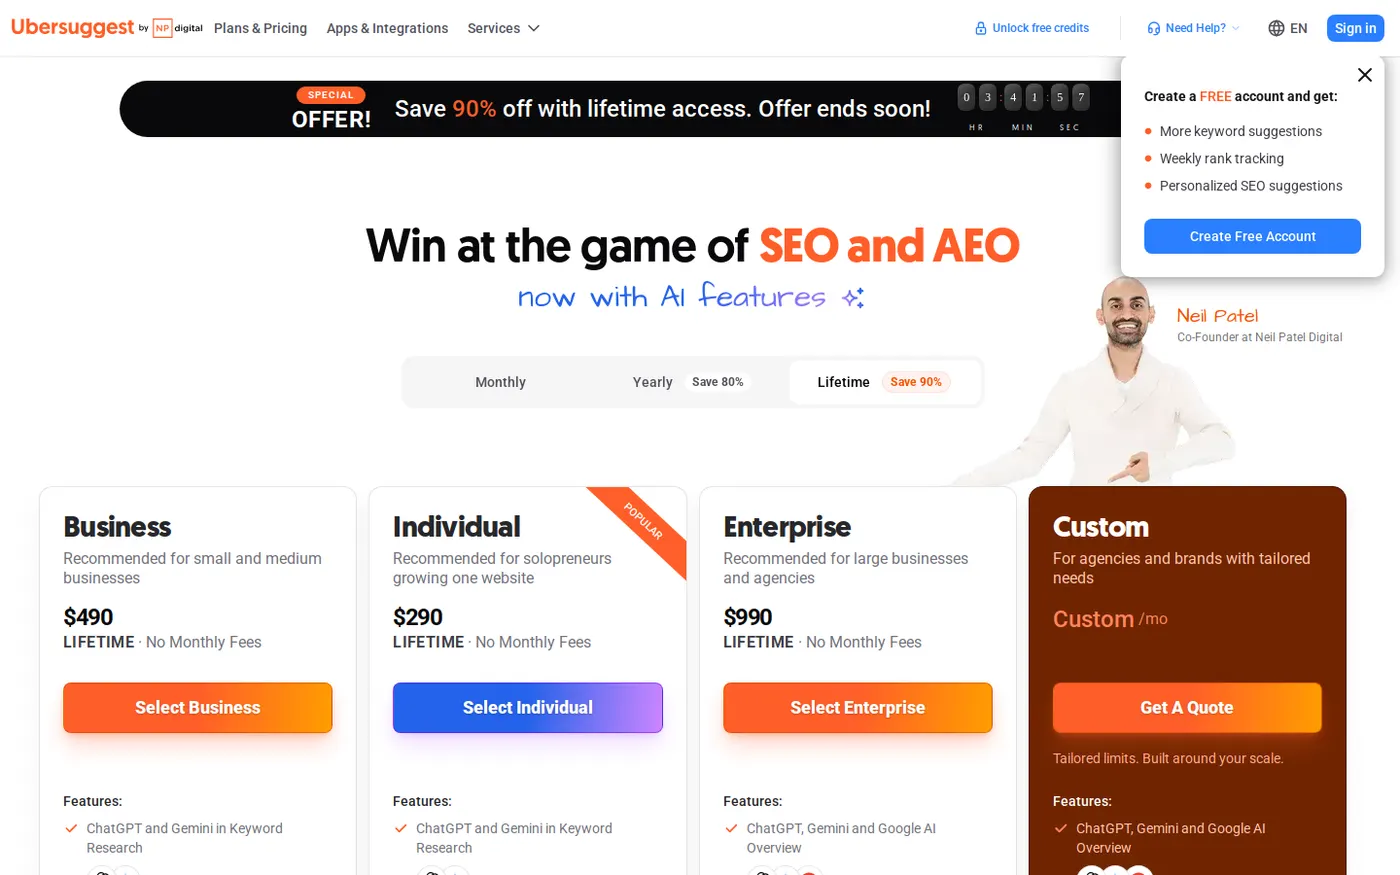 Ubersuggest by NP digital
Plans & Pricing
Apps & Integrations
Services
Unlock free credits
Need Help?
EN
Sign in
Create a FREE account and get:
More keyword suggestions
Weekly rank tracking
Personalized SEO suggestions
Create Free Account
SPECIAL
OFFER!
Save 90% off with lifetime access. Offer ends soon!
0 3 : 4 1 : 5 7
HR MIN SEC
Win at the game of SEO and AEO
now with AI features
Neil Patel
Co-Founder at Neil Patel Digital
Monthly
Yearly Save 80%
Lifetime Save 90%
Business
Recommended for small and medium
businesses
$490
LIFETIME · No Monthly Fees
Select Business
Features:
ChatGPT and Gemini in Keyword
Research
POPULAR
Individual
Recommended for solopreneurs
growing one website
$290
LIFETIME · No Monthly Fees
Select Individual
Features:
ChatGPT and Gemini in Keyword
Research
Enterprise
Recommended for large businesses
and agencies
$990
LIFETIME · No Monthly Fees
Select Enterprise
Features:
ChatGPT, Gemini and Google AI
Overview
Custom
For agencies and brands with tailored
needs
Custom /mo
Get A Quote
Tailored limits. Built around your scale.
Features:
ChatGPT, Gemini and Google AI
Overview